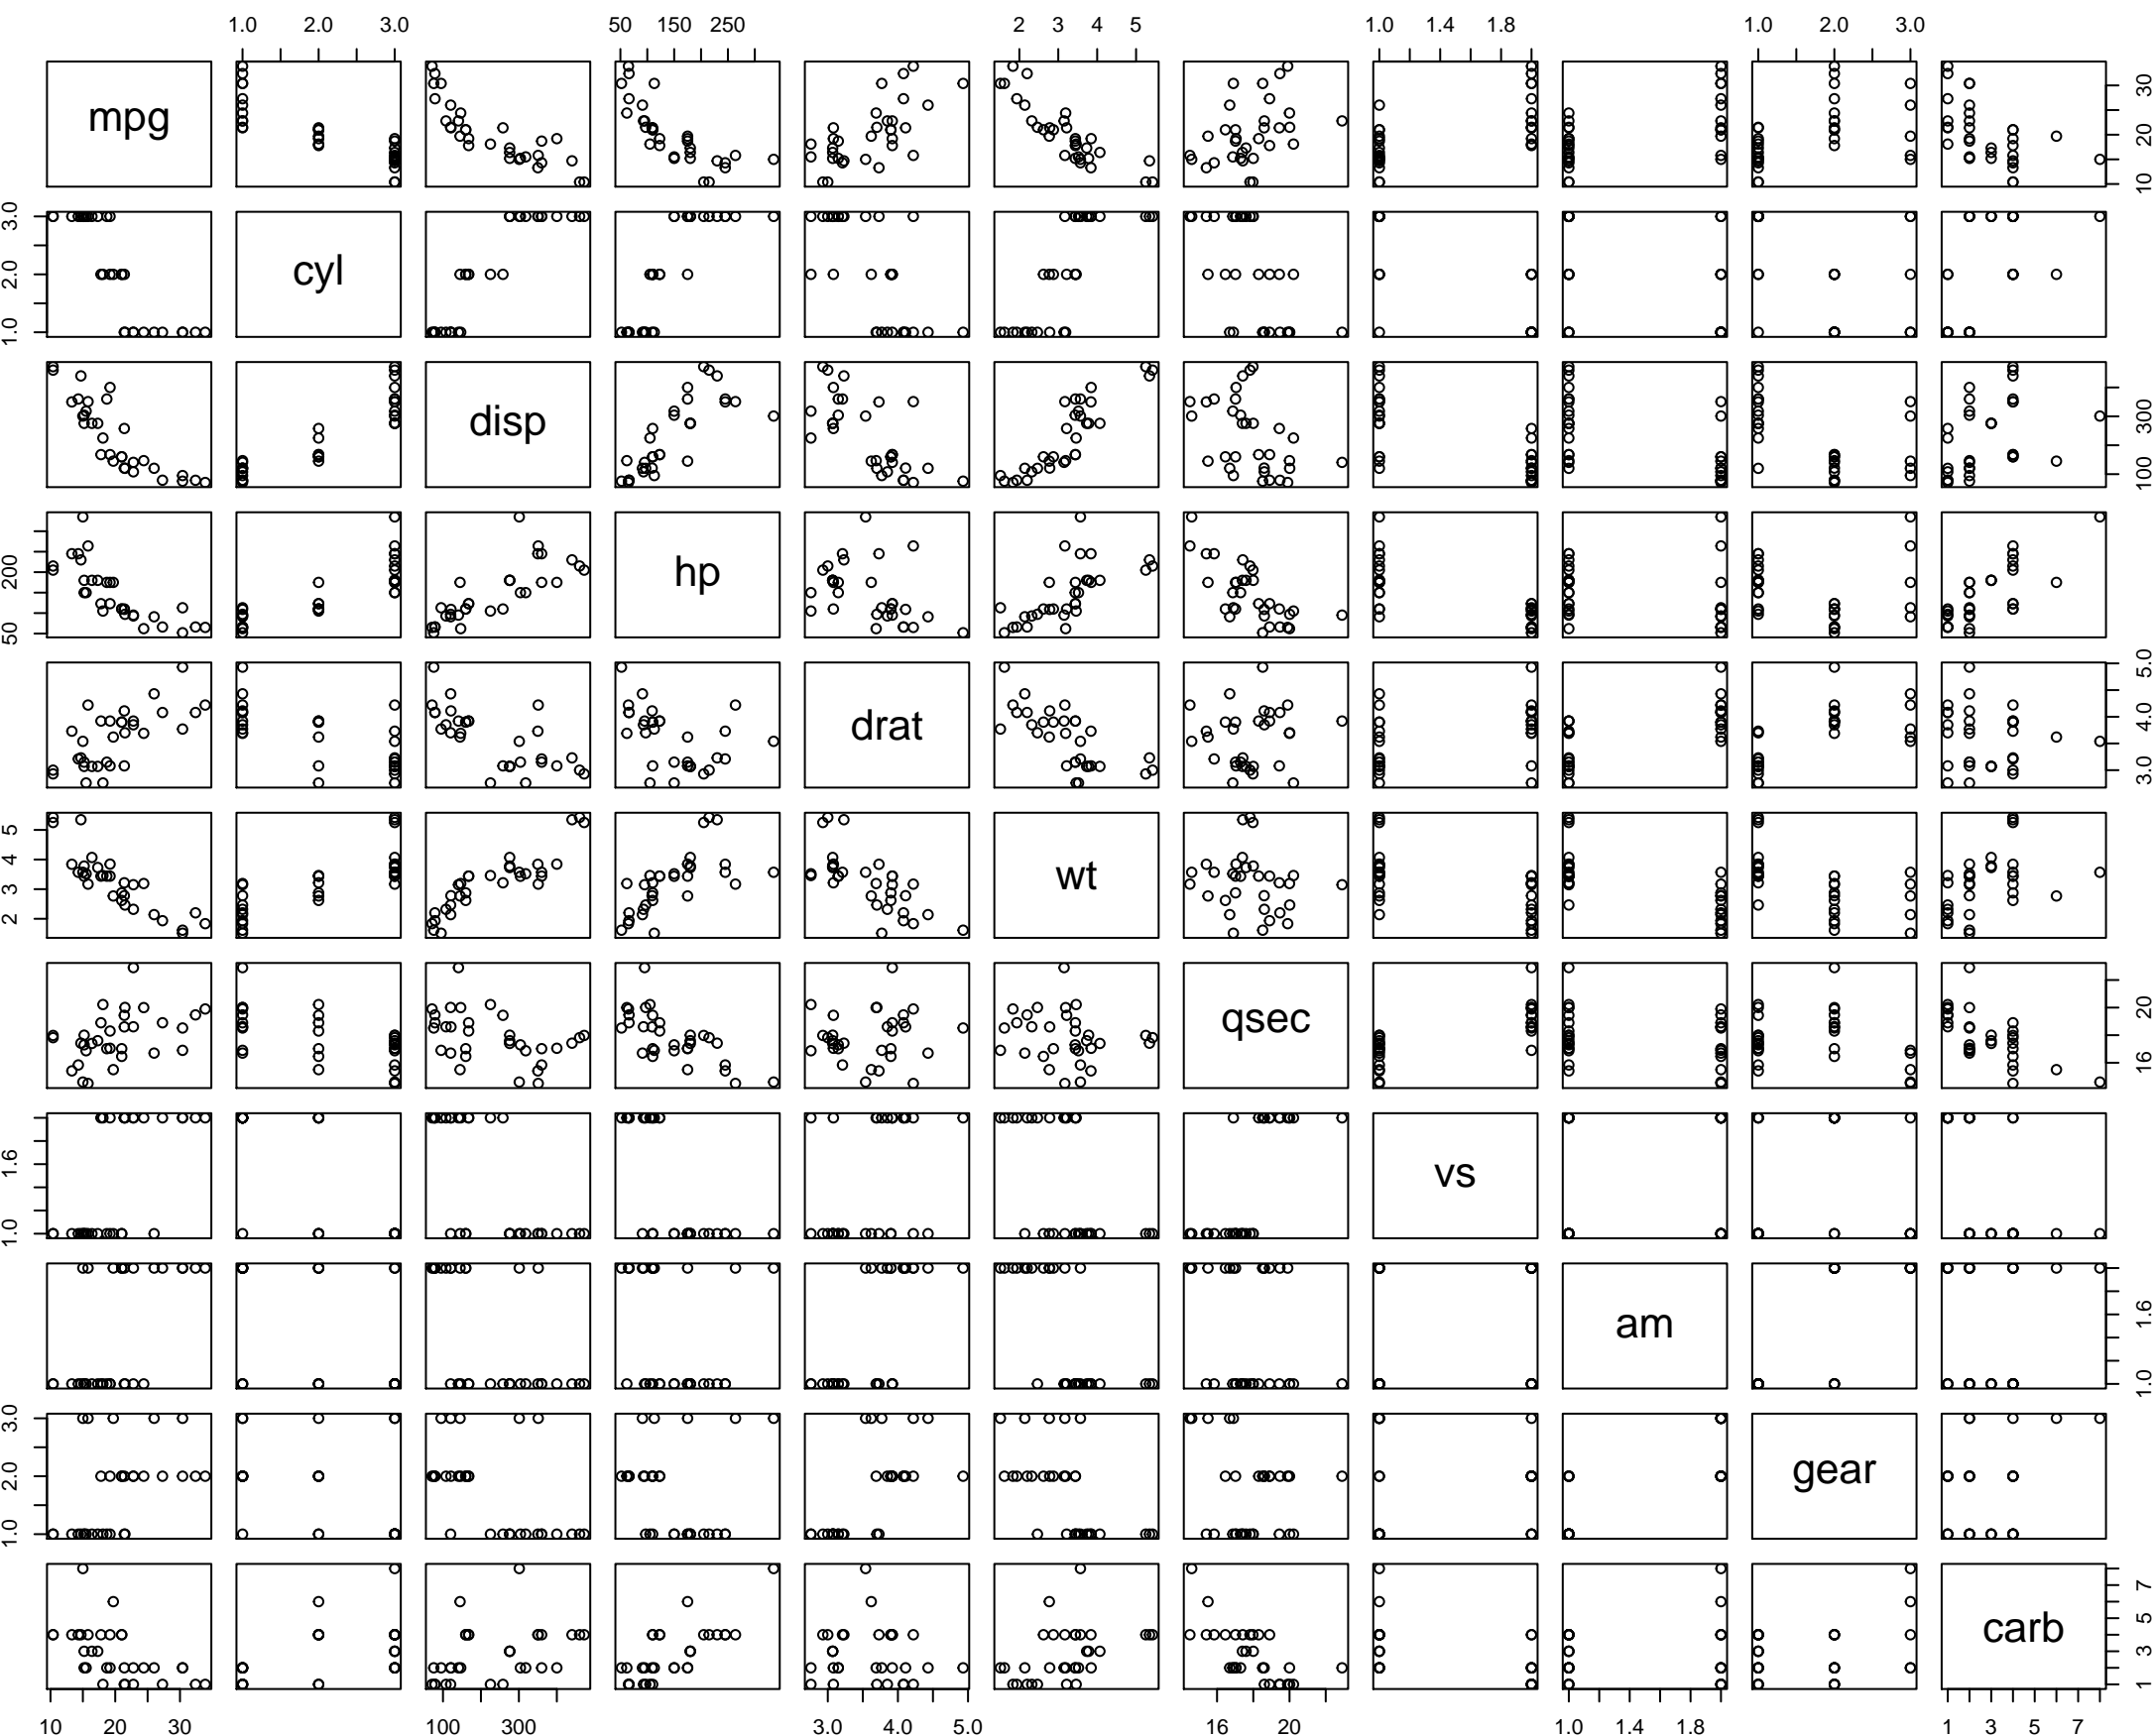 1.0 2.0 3.0 50 150 250 2 3 4 5 1.0 1.4 1.8 1.0 2.0 3.0
mpg 10 20 30
1.0 2.0 3.0 cyl
disp 100 300
50 200 hp
drat 3.0 4.0 5.0
2 3 4 5 wt
qsec 16 20
1.0 1.6 vs
am 1.0 1.6
1.0 2.0 3.0 gear
carb 1 3 5 7
10 20 30 100 300 3.0 4.0 5.0 16 20 1.0 1.4 1.8 1 3 5 7